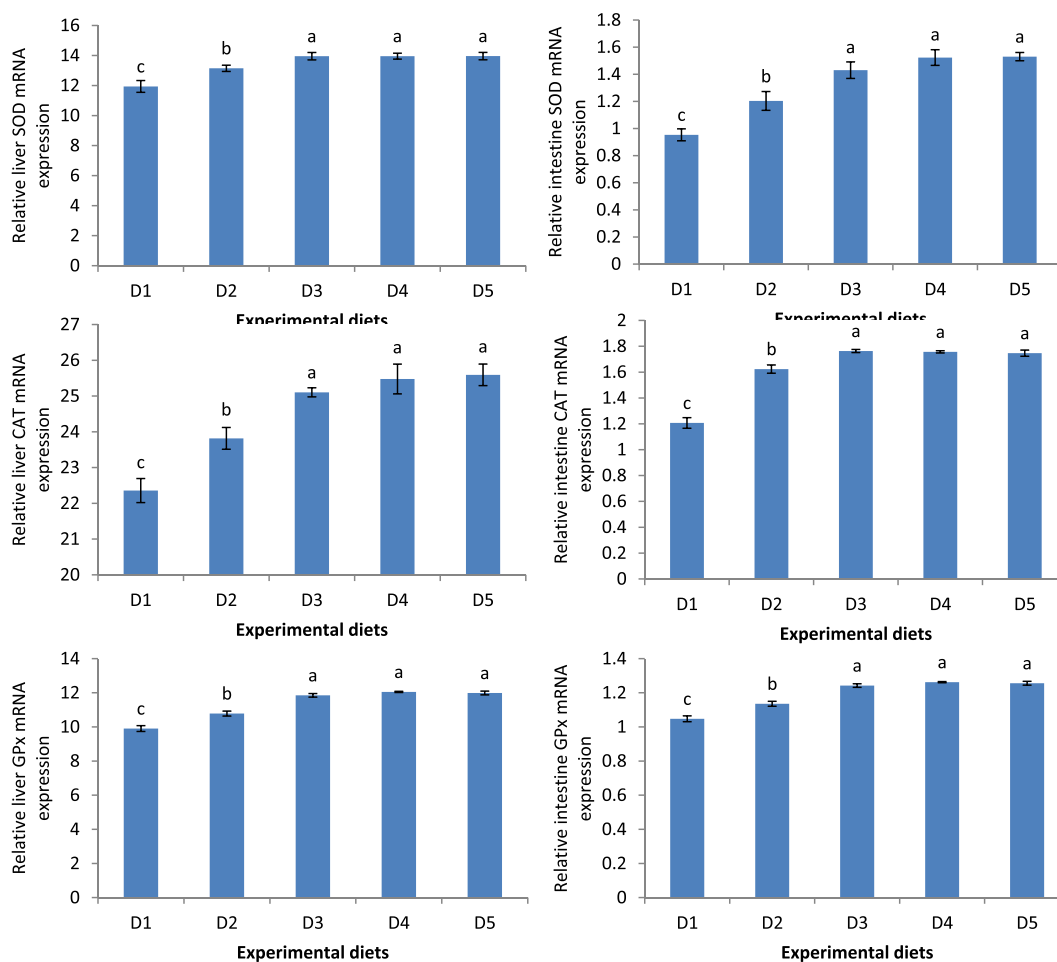 Relative liver SOD mRNA
expression
16
14
12
10
8
6
4
2
0
c
b
a
a
a
D1 D2 D3 D4 D5
Experimental diets
Relative intestine SOD mRNA
expression
1.8
1.6
1.4
1.2
1
0.8
0.6
0.4
0.2
0
c
b
a
a
a
D1 D2 D3 D4 D5
Experimental diets
Relative liver CAT mRNA
expression
27
26
25
24
23
22
21
20
c
b
a
a
a
D1 D2 D3 D4 D5
Experimental diets
Relative intestine CAT mRNA
expression
2
1.8
1.6
1.4
1.2
1
0.8
0.6
0.4
0.2
0
c
b
a
a
a
D1 D2 D3 D4 D5
Experimental diets
Relative liver GPx mRNA
expression
14
12
10
8
6
4
2
0
c
b
a
a
a
D1 D2 D3 D4 D5
Experimental diets
Relative intestine GPx mRNA
expression
1.4
1.2
1
0.8
0.6
0.4
0.2
0
c
b
a
a
a
D1 D2 D3 D4 D5
Experimental diets